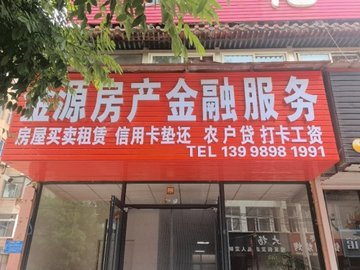 金源房产金融服务
房屋买卖租赁 信用卡垫还 农户贷 打卡工资
TEL 139 9898 1991